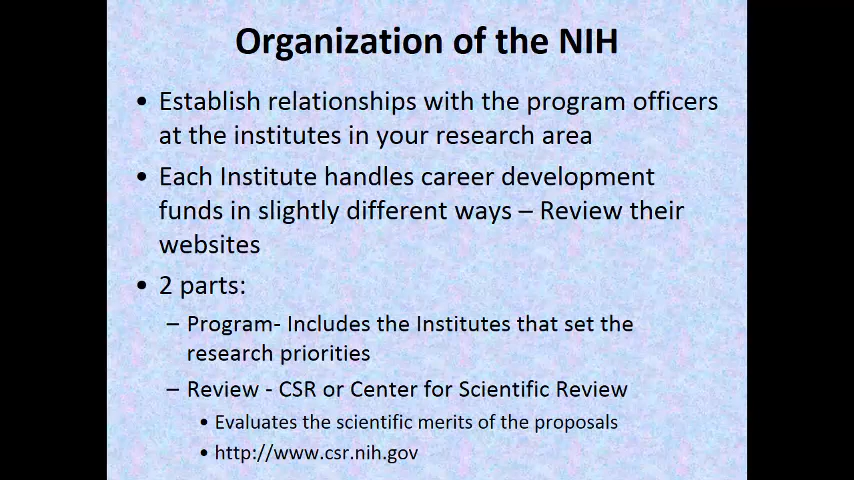 Organization of the NIH
• Establish relationships with the program officers
at the institutes in your research area
• Each Institute handles career development
funds in slightly different ways – Review their
websites
• 2 parts:
– Program- Includes the Institutes that set the
research priorities
– Review - CSR or Center for Scientific Review
• Evaluates the scientific merits of the proposals
• http://www.csr.nih.gov